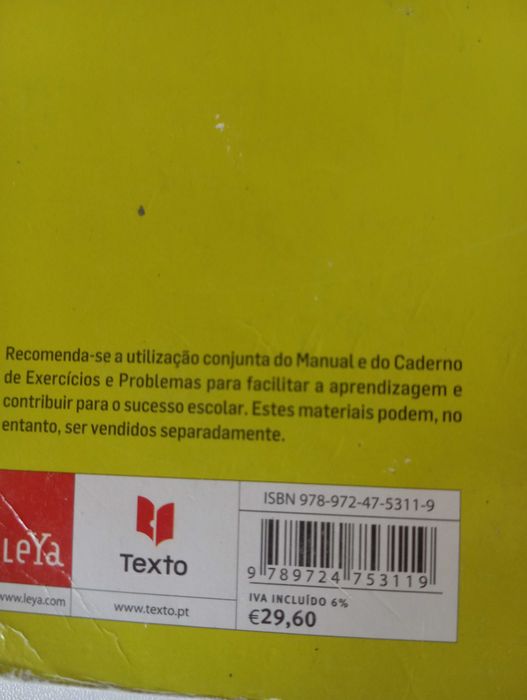 Recomenda-se a utilização conjunta do Manual e do Caderno
de Exercícios e Problemas para facilitar a aprendizagem e
contribuir para o sucesso escolar. Estes materiais podem, no
entanto, ser vendidos separadamente.
LeYa
www.leya.com
Texto
www.texto.pt
ISBN 978-972-47-5311-9
9 789724 753119
IVA INCLUÍDO 6%
€29,60